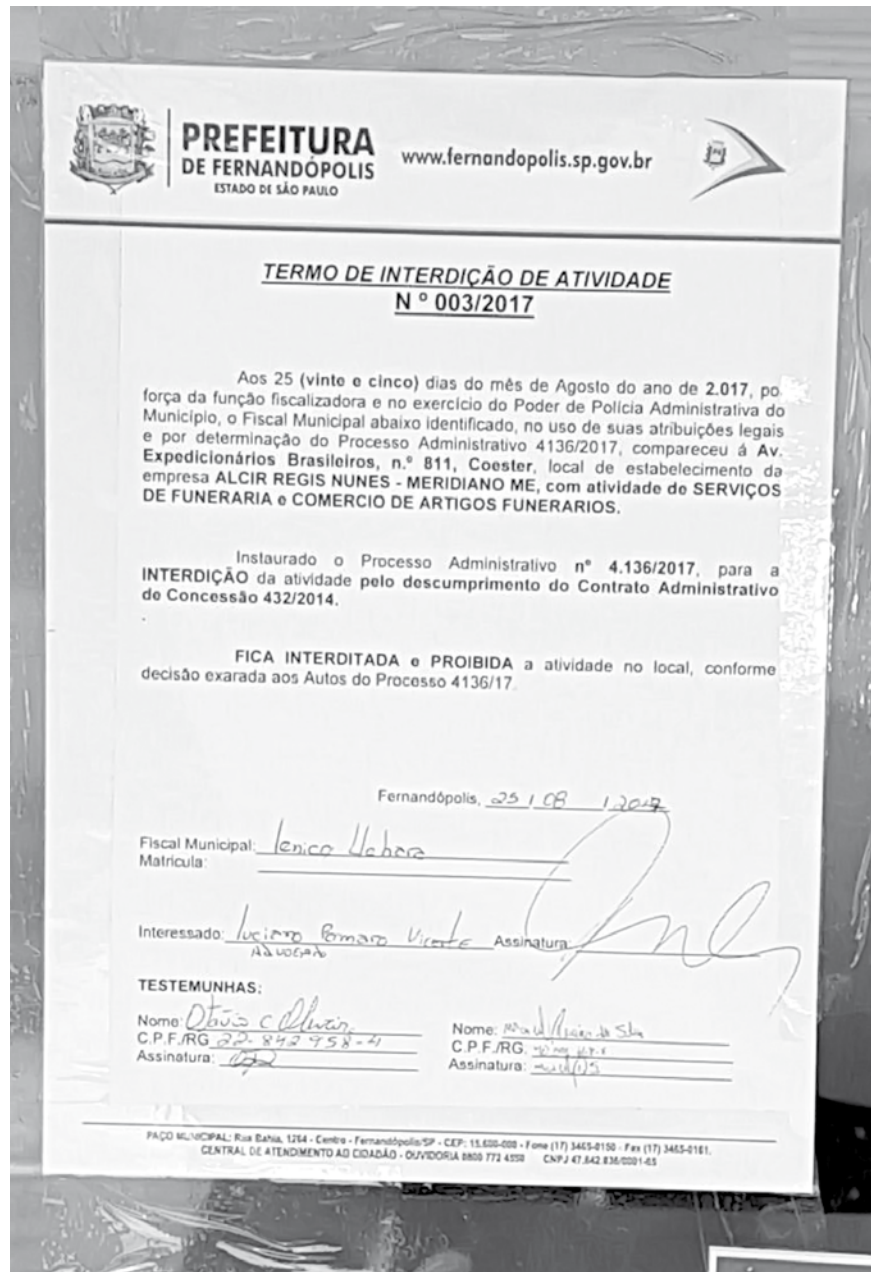 PREFEITURA
DE FERNANDÓPOLIS
ESTADO DE SÃO PAULO
www.fernandopolis.sp.gov.br
TERMO DE INTERDIÇÃO DE ATIVIDADE
N º 003/2017
Aos 25 (vinte e cinco) dias do mês de Agosto do ano de 2.017, po
força da função fiscalizadora e no exercício do Poder de Polícia Administrativa do
Município, o Fiscal Municipal abaixo identificado, no uso de suas atribuições legais
e por determinação do Processo Administrativo 4136/2017, compareceu á Av.
Expedicionários Brasileiros, n.º 811, Coester, local de estabelecimento da
empresa ALCIR REGIS NUNES - MERIDIANO ME, com atividade de SERVIÇOS
DE FUNERARIA e COMERCIO DE ARTIGOS FUNERARIOS.
Instaurado o Processo Administrativo nº 4.136/2017, para a
INTERDIÇÃO da atividade pelo descumprimento do Contrato Administrativo
de Concessão 432/2014.
FICA INTERDITADA e PROIBIDA a atividade no local, conforme
decisão exarada aos Autos do Processo 4136/17.
Fernandópolis, 25 / 08 / 2017
Fiscal Municipal:
Matrícula:
Interessado: Luciano Romaro Vicente Assinatura:
ADVOGADO
TESTEMUNHAS:
Nome: Otávio C Oliveira
C.P.F./RG 22-842 958-4
Assinatura:
Nome: da Silva
C.P.F./RG.
Assinatura:
PAÇO MUNICIPAL: Rua Bahia, 1264 - Centro - Fernandópolis/SP - CEP: 15.600-000 - Fone (17) 3465-0150 - Fax (17) 3465-0161.
CENTRAL DE ATENDIMENTO AO CIDADÃO - OUVIDORIA 0800 772 4550 CNPJ 47.842.836/0001-05